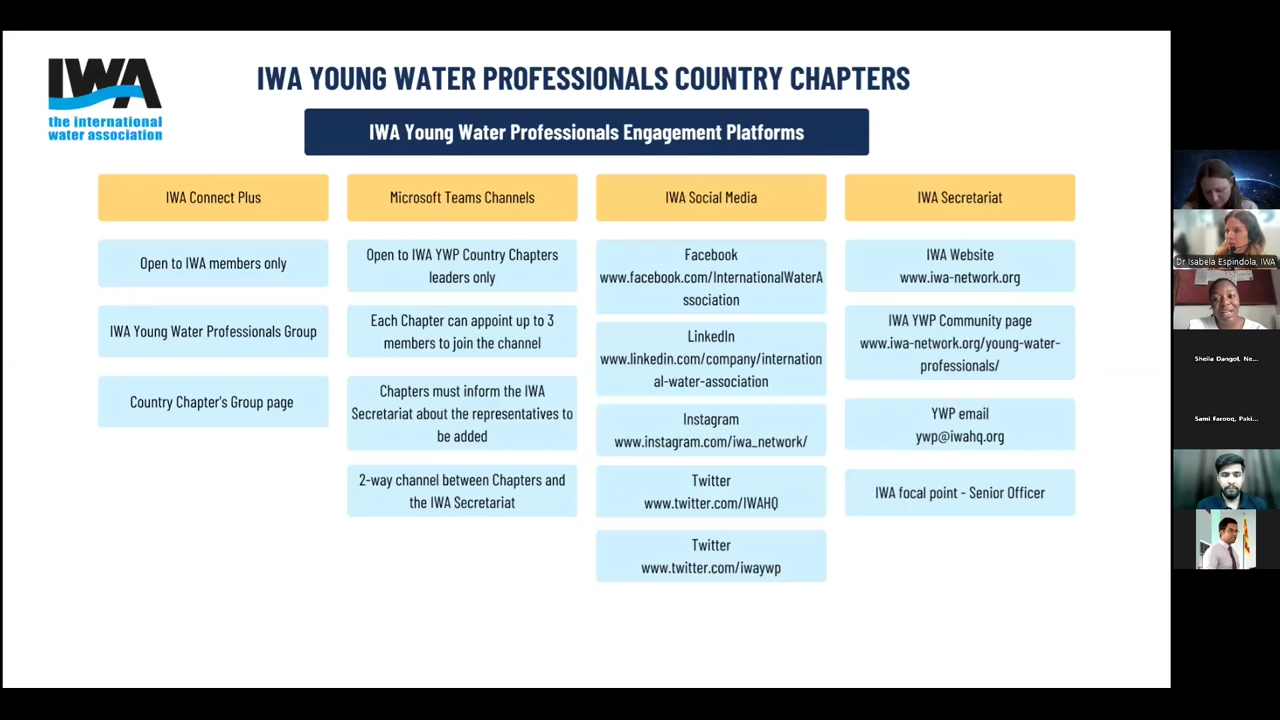 IWA
the international
water association
IWA YOUNG WATER PROFESSIONALS COUNTRY CHAPTERS
IWA Young Water Professionals Engagement Platforms
IWA Connect Plus
Open to IWA members only
IWA Young Water Professionals Group
Country Chapter's Group page
Microsoft Teams Channels
Open to IWA YWP Country Chapters
leaders only
Each Chapter can appoint up to 3
members to join the channel
Chapters must inform the IWA
Secretariat about the representatives to
be added
2-way channel between Chapters and
the IWA Secretariat
IWA Social Media
Facebook
www.facebook.com/InternationalWaterA
ssociation
LinkedIn
www.linkedin.com/company/internation
al-water-association
Instagram
www.instagram.com/iwa_network/
Twitter
www.twitter.com/IWAHQ
Twitter
www.twitter.com/iwaywp
IWA Secretariat
IWA Website
www.iwa-network.org
IWA YWP Community page
www.iwa-network.org/young-water-
professionals/
YWP email
ywp@iwahq.org
IWA focal point - Senior Officer
Dr Isabela Espindola, IWA
Sheila Dangol, Ne...
Sami Farooq, Paki...